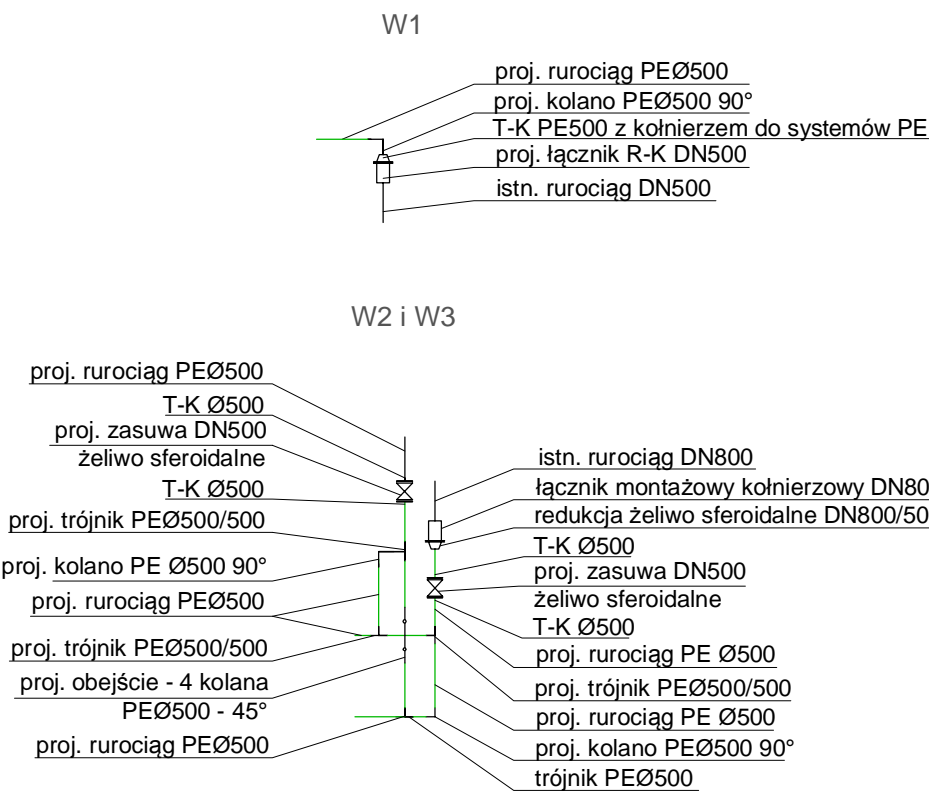 W1
proj. rurociąg PEØ500
proj. kolano PEØ500 90°
T-K PE500 z kołnierzem do systemów PE
proj. łącznik R-K DN500
istn. rurociąg DN500
W2 i W3
proj. rurociąg PEØ500
T-K Ø500
proj. zasuwa DN500
żeliwo sferoidalne
T-K Ø500
proj. trójnik PEØ500/500
proj. kolano PE Ø500 90°
proj. rurociąg PEØ500
proj. trójnik PEØ500/500
proj. obejście - 4 kolana
PEØ500 - 45°
proj. rurociąg PEØ500
istn. rurociąg DN800
łącznik montażowy kołnierzowy DN80
redukcja żeliwo sferoidalne DN800/50
T-K Ø500
proj. zasuwa DN500
żeliwo sferoidalne
T-K Ø500
proj. rurociąg PE Ø500
proj. trójnik PEØ500/500
proj. rurociąg PE Ø500
proj. kolano PEØ500 90°
trójnik PEØ500